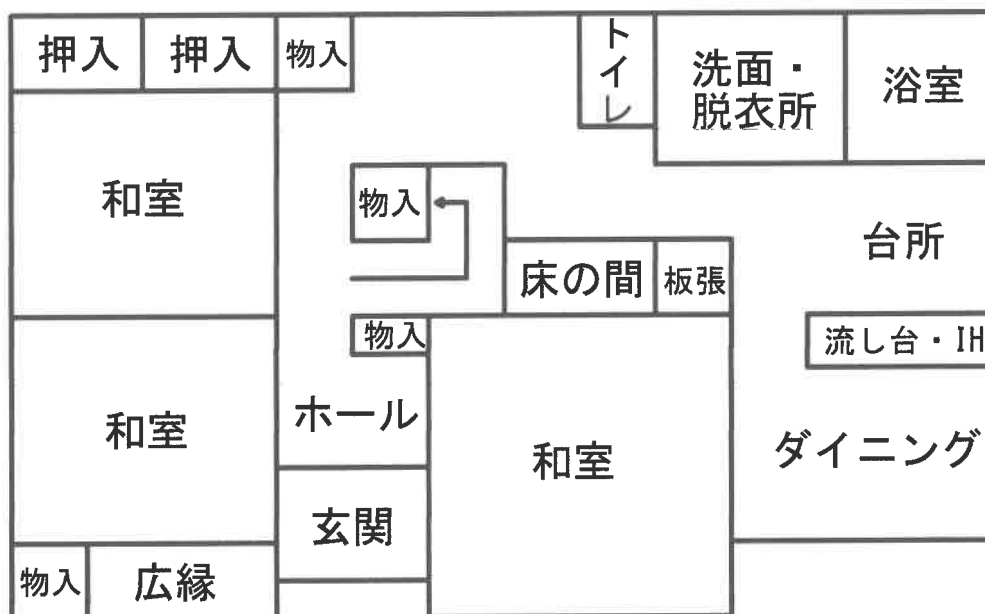 押入
押入
物入
トイレ
洗面・
脱衣所
浴室
和室
物入
台所
床の間
板張
物入
流し台・IH
和室
ホール
和室
ダイニング
玄関
物入
広縁